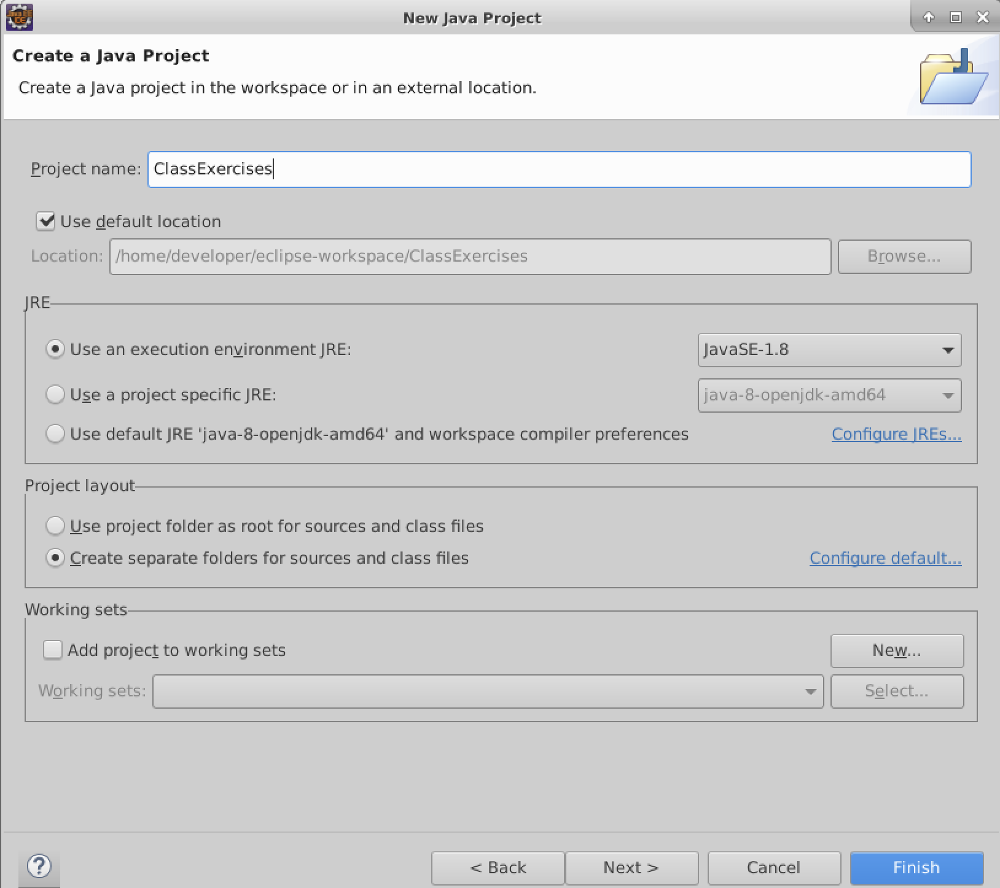 New Java Project
Create a Java Project
Create a Java project in the workspace or in an external location.
Project name: ClassExercises
Use default location
Location: /home/developer/eclipse-workspace/ClassExercises Browse...
JRE
Use an execution environment JRE: JavaSE-1.8
Use a project specific JRE: java-8-openjdk-amd64
Use default JRE 'java-8-openjdk-amd64' and workspace compiler preferences Configure JREs...
Project layout
Use project folder as root for sources and class files
Create separate folders for sources and class files Configure default...
Working sets
Add project to working sets New...
Working sets: Select...
? < Back Next > Cancel Finish